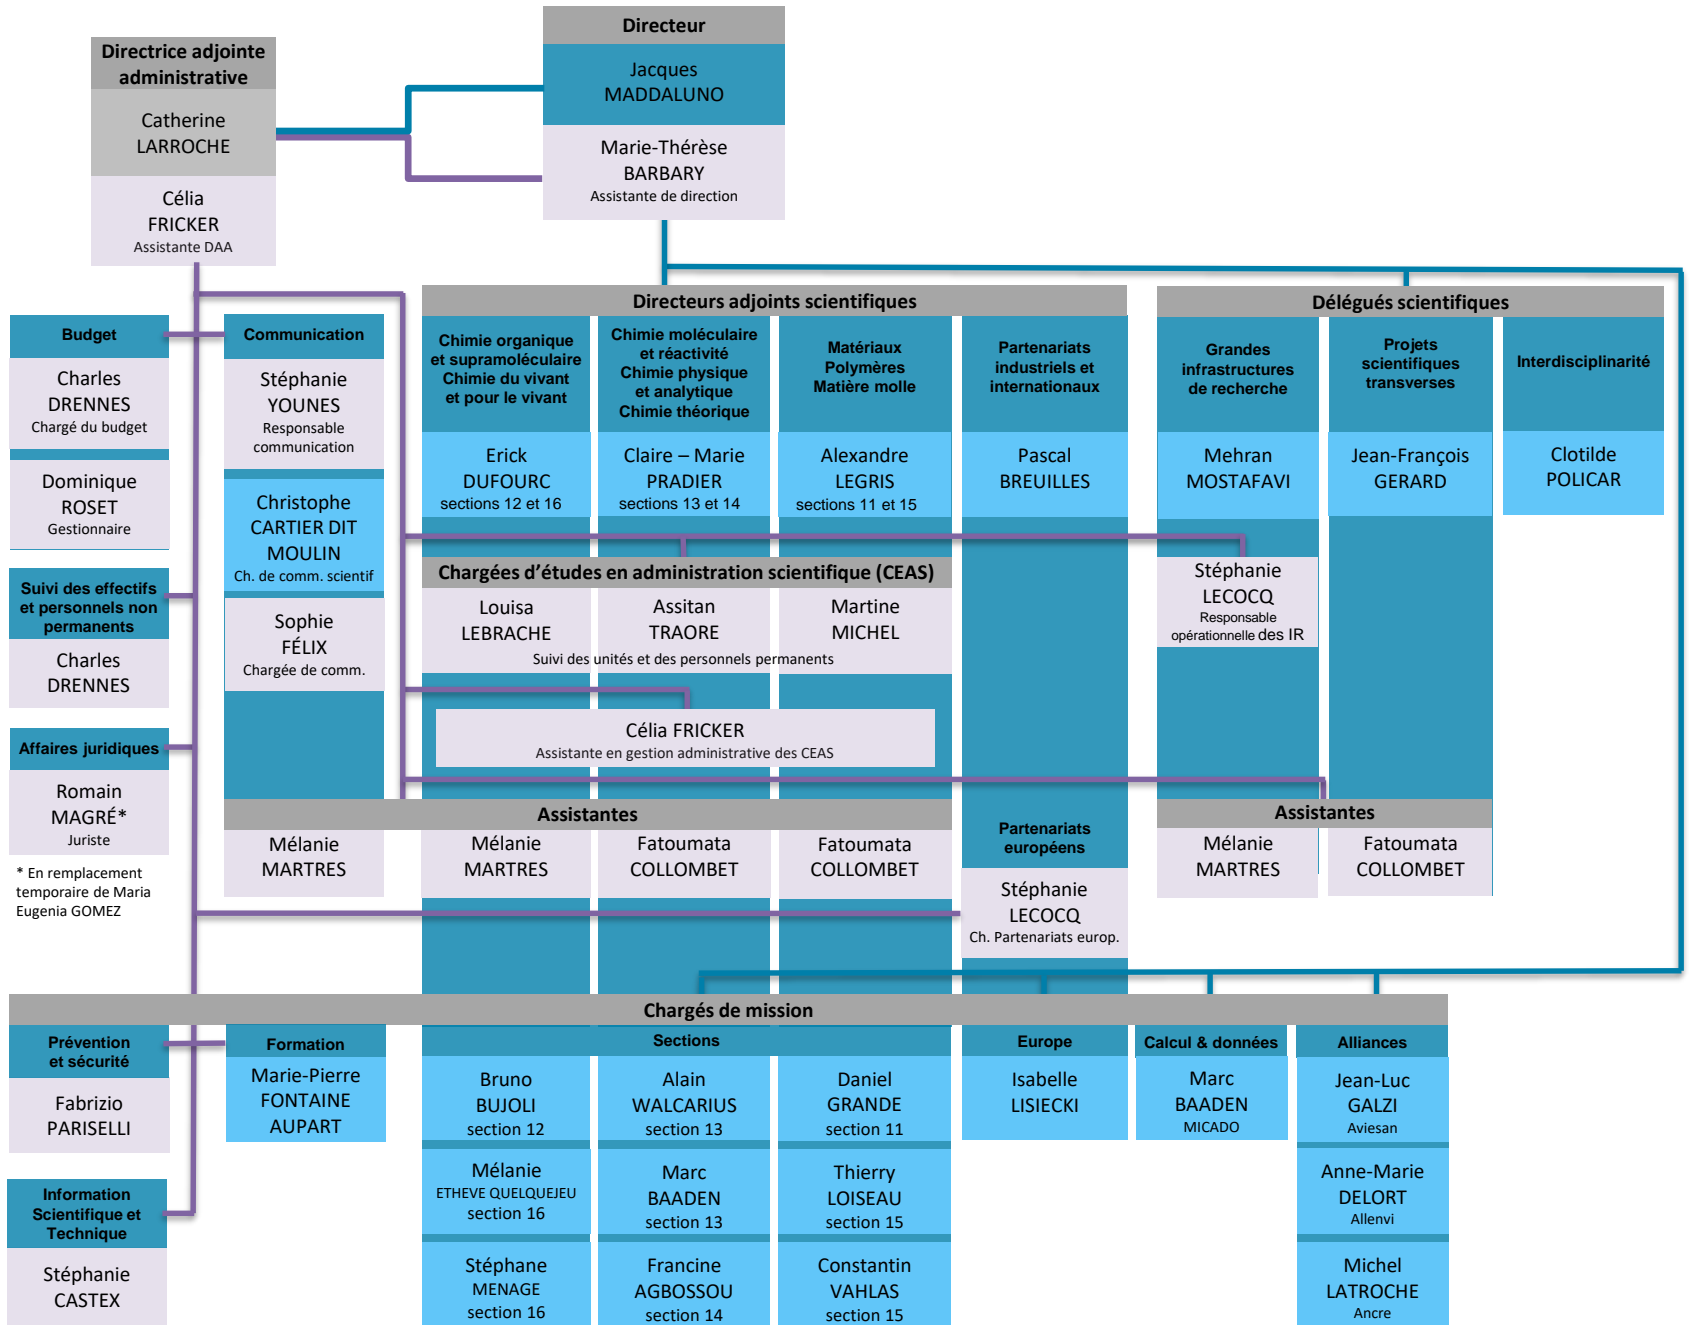 Directeur
Jacques
MADDALUNO
Marie-Thérèse
BARBARY
Assistante de direction
Directrice adjointe
administrative
Catherine
LARROCHE
Célia
FRICKER
Assistante DAA
Budget
Charles
DRENNES
Chargé du budget
Dominique
ROSET
Gestionnaire
Suivi des effectifs
et personnels non
permanents
Charles
DRENNES
Affaires juridiques
Romain
MAGRÉ*
Juriste
* En remplacement
temporaire de Maria
Eugenia GOMEZ
Communication
Stéphanie
YOUNES
Responsable
communication
Christophe
CARTIER DIT
MOULIN
Ch. de comm. scientif
Sophie
FÉLIX
Chargée de comm.
Directeurs adjoints scientifiques
Chimie organique
et supramoléculaire
Chimie du vivant
et pour le vivant
Erick
DUFOURC
sections 12 et 16
Chimie moléculaire
et réactivité
Chimie physique
et analytique
Chimie théorique
Claire – Marie
PRADIER
sections 13 et 14
Matériaux
Polymères
Matière molle
Alexandre
LEGRIS
sections 11 et 15
Partenariats
industriels et
internationaux
Pascal
BREUILLES
Délégués scientifiques
Grandes
infrastructures
de recherche
Mehran
MOSTAFAVI
Projets
scientifiques
transverses
Jean-François
GERARD
Interdisciplinarité
Clotilde
POLICAR
Chargées d’études en administration scientifique (CEAS)
Louisa
LEBRACHE
Assitan
TRAORE
Martine
MICHEL
Suivi des unités et des personnels permanents
Stéphanie
LECOCQ
Responsable
opérationnelle des IR
Célia FRICKER
Assistante en gestion administrative des CEAS
Assistantes
Mélanie
MARTRES
Mélanie
MARTRES
Fatoumata
COLLOMBET
Fatoumata
COLLOMBET
Partenariats
européens
Stéphanie
LECOCQ
Ch. Partenariats europ.
Assistantes
Mélanie
MARTRES
Fatoumata
COLLOMBET
Chargés de mission
Prévention
et sécurité
Fabrizio
PARISELLI
Information
Scientifique et
Technique
Stéphanie
CASTEX
Formation
Marie-Pierre
FONTAINE
AUPART
Sections
Bruno
BUJOLI
section 12
Alain
WALCARIUS
section 13
Daniel
GRANDE
section 11
Mélanie
ETHEVE QUELQUEJEU
section 16
Marc
BAADEN
section 13
Thierry
LOISEAU
section 15
Stéphane
MENAGE
section 16
Francine
AGBOSSOU
section 14
Constantin
VAHLAS
section 15
Europe
Isabelle
LISIECKI
Calcul & données
Marc
BAADEN
MICADO
Alliances
Jean-Luc
GALZI
Aviesan
Anne-Marie
DELORT
Allenvi
Michel
LATROCHE
Ancre